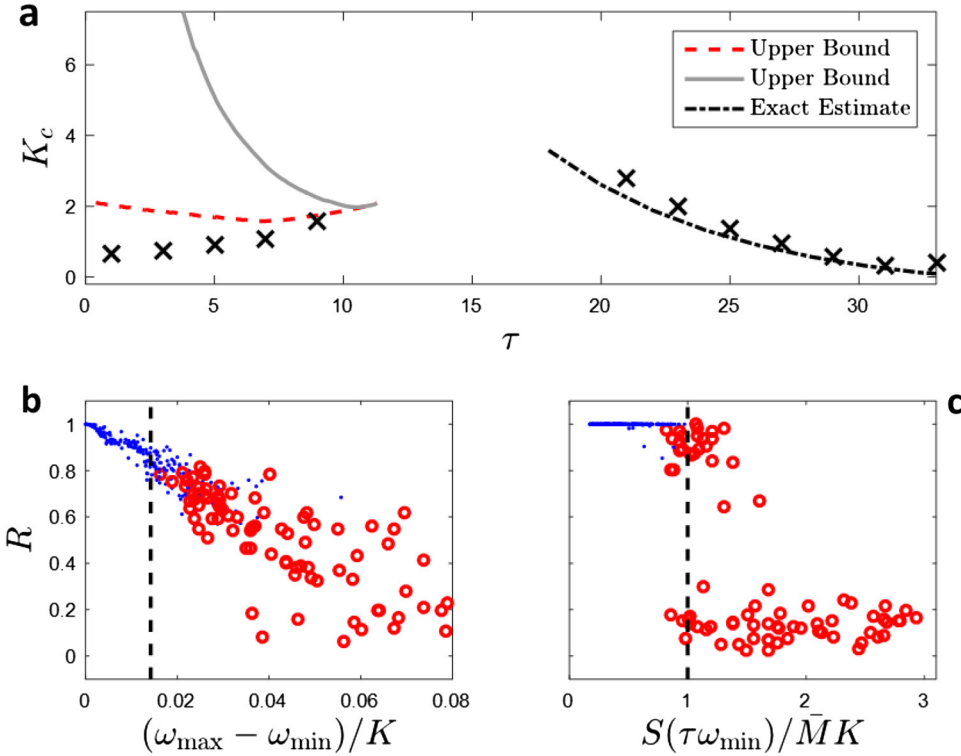 a
6
4
2
0
K_c
0 5 10 15 20 25 30
τ
Upper Bound
Upper Bound
Exact Estimate
b
1
0.8
0.6
0.4
0.2
0
R
0 0.02 0.04 0.06 0.08
(ω_max − ω_min)/K
c
0 1 2 3
S(τω_min)/M̄K